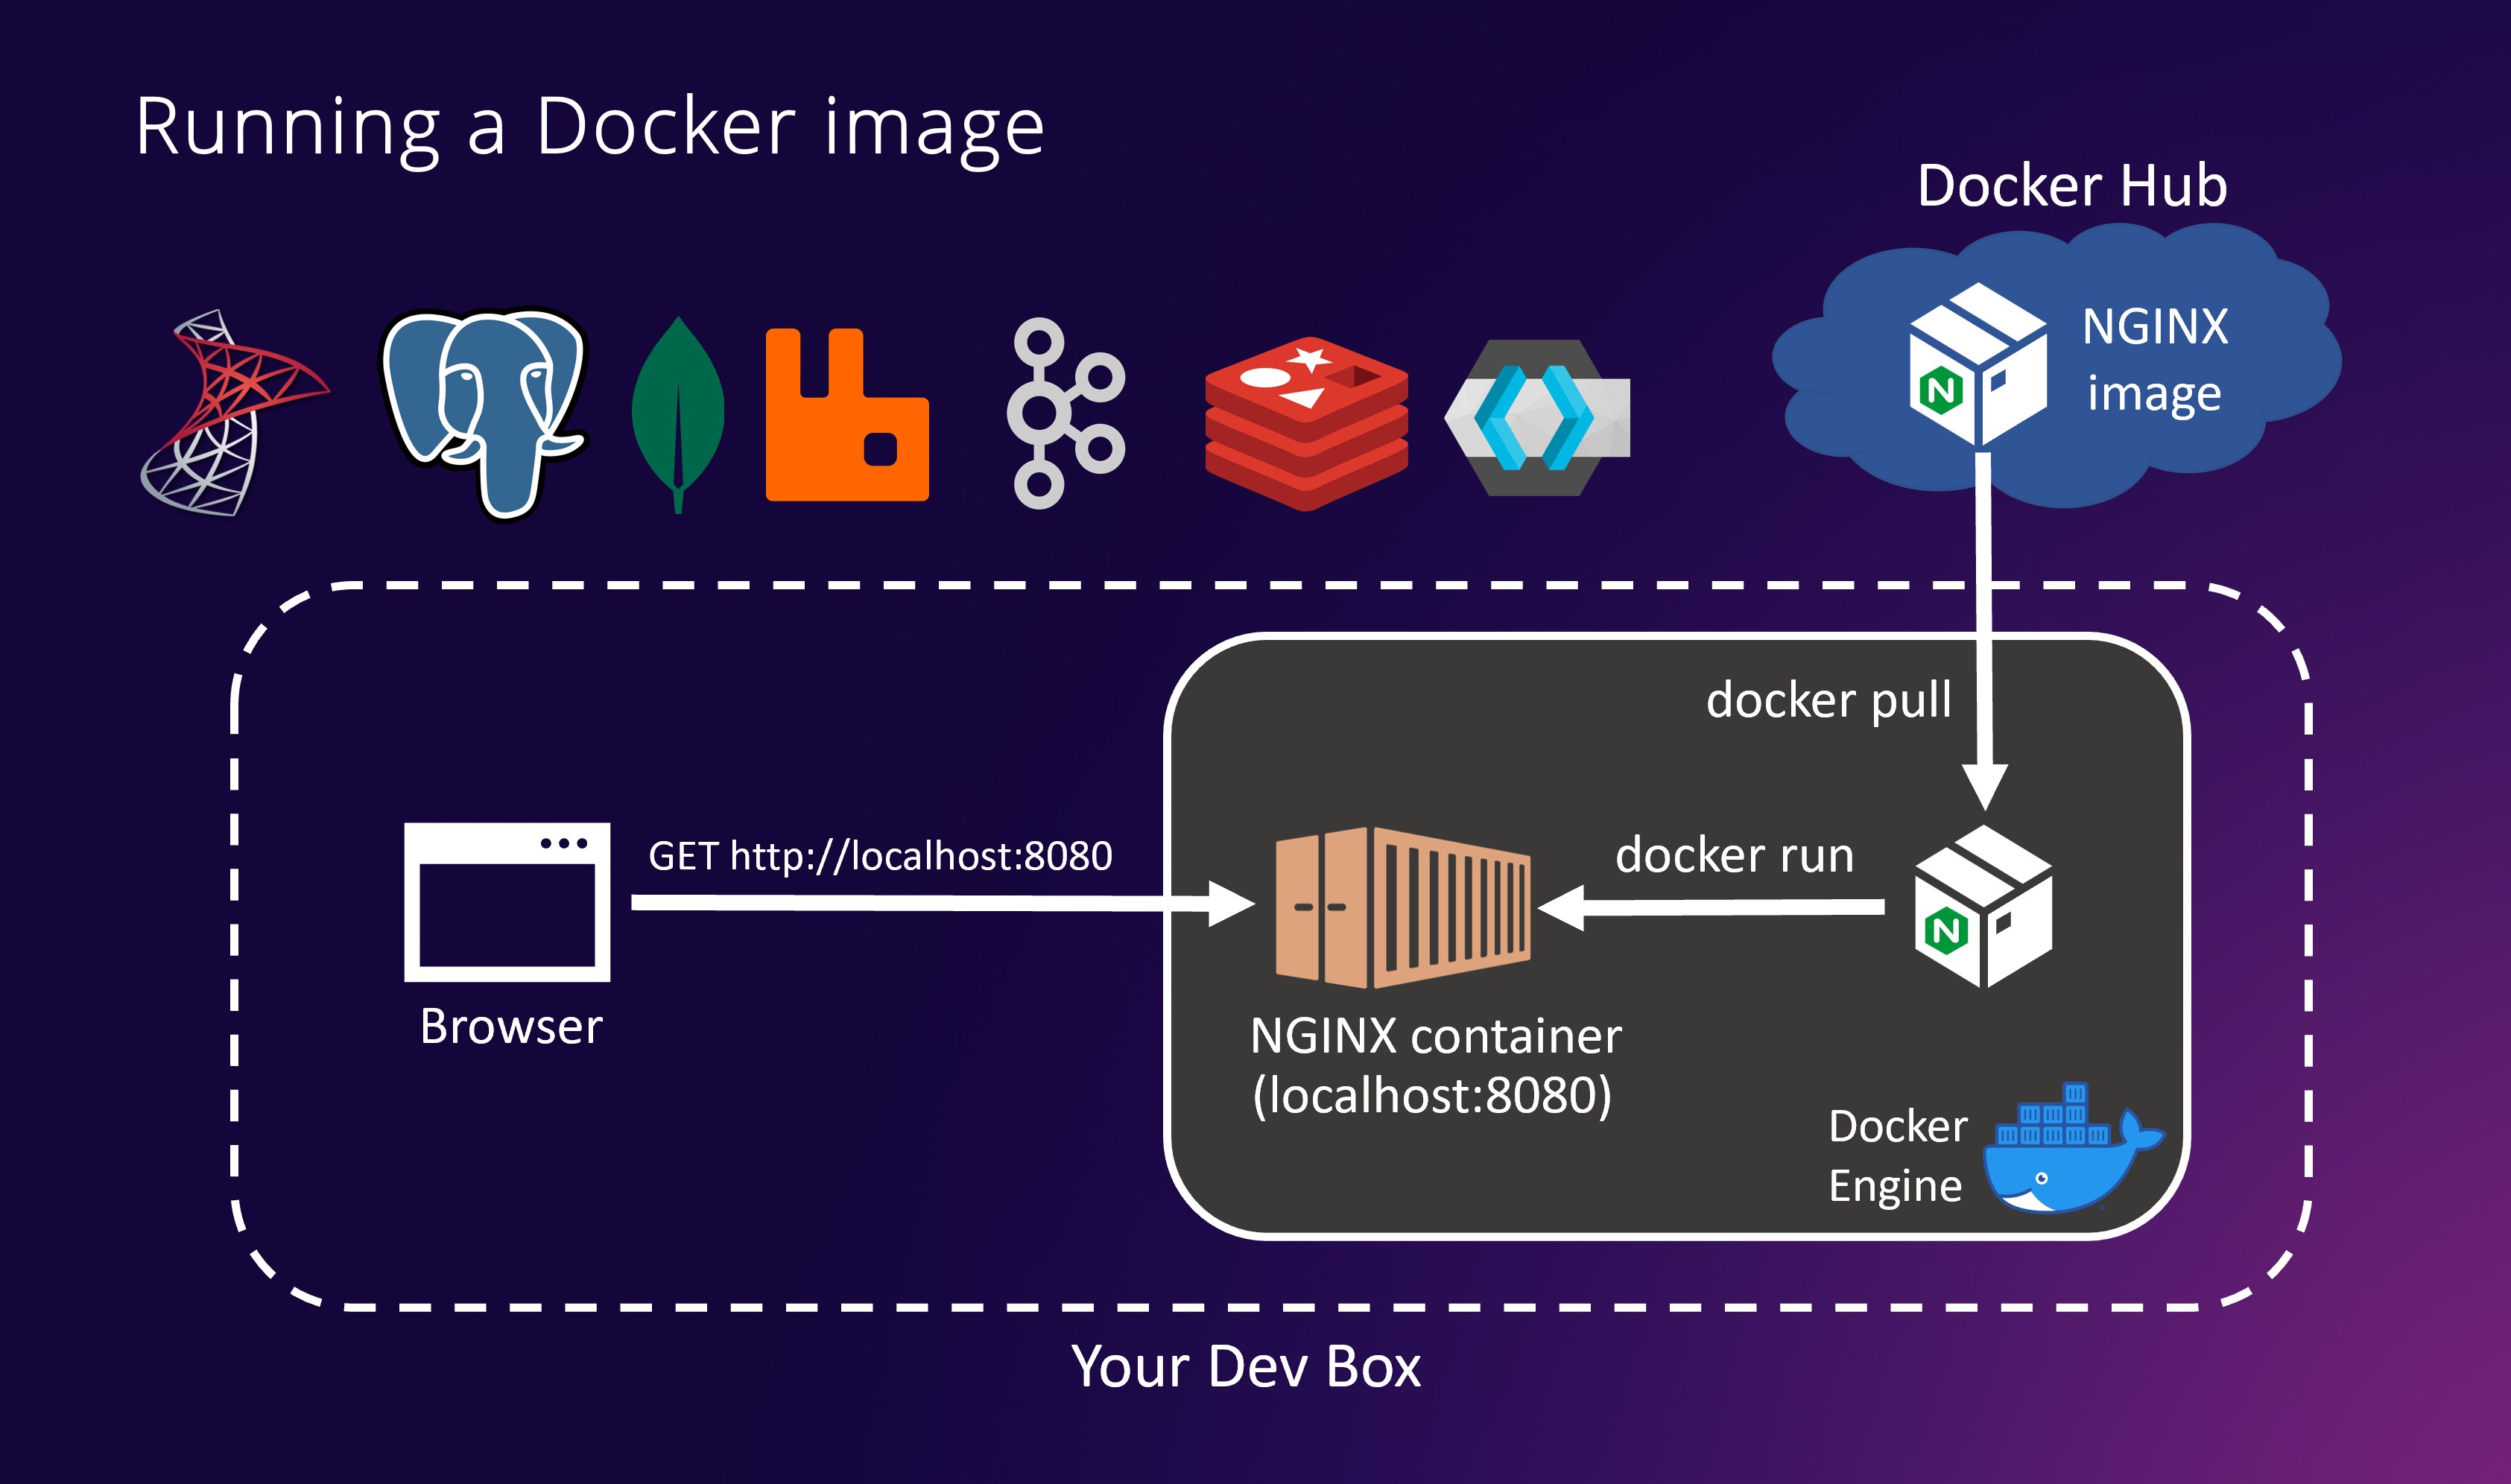 Running a Docker image
Docker Hub
NGINX
image
docker pull
GET http://localhost:8080
docker run
Browser
NGINX container
(localhost:8080)
Docker
Engine
Your Dev Box